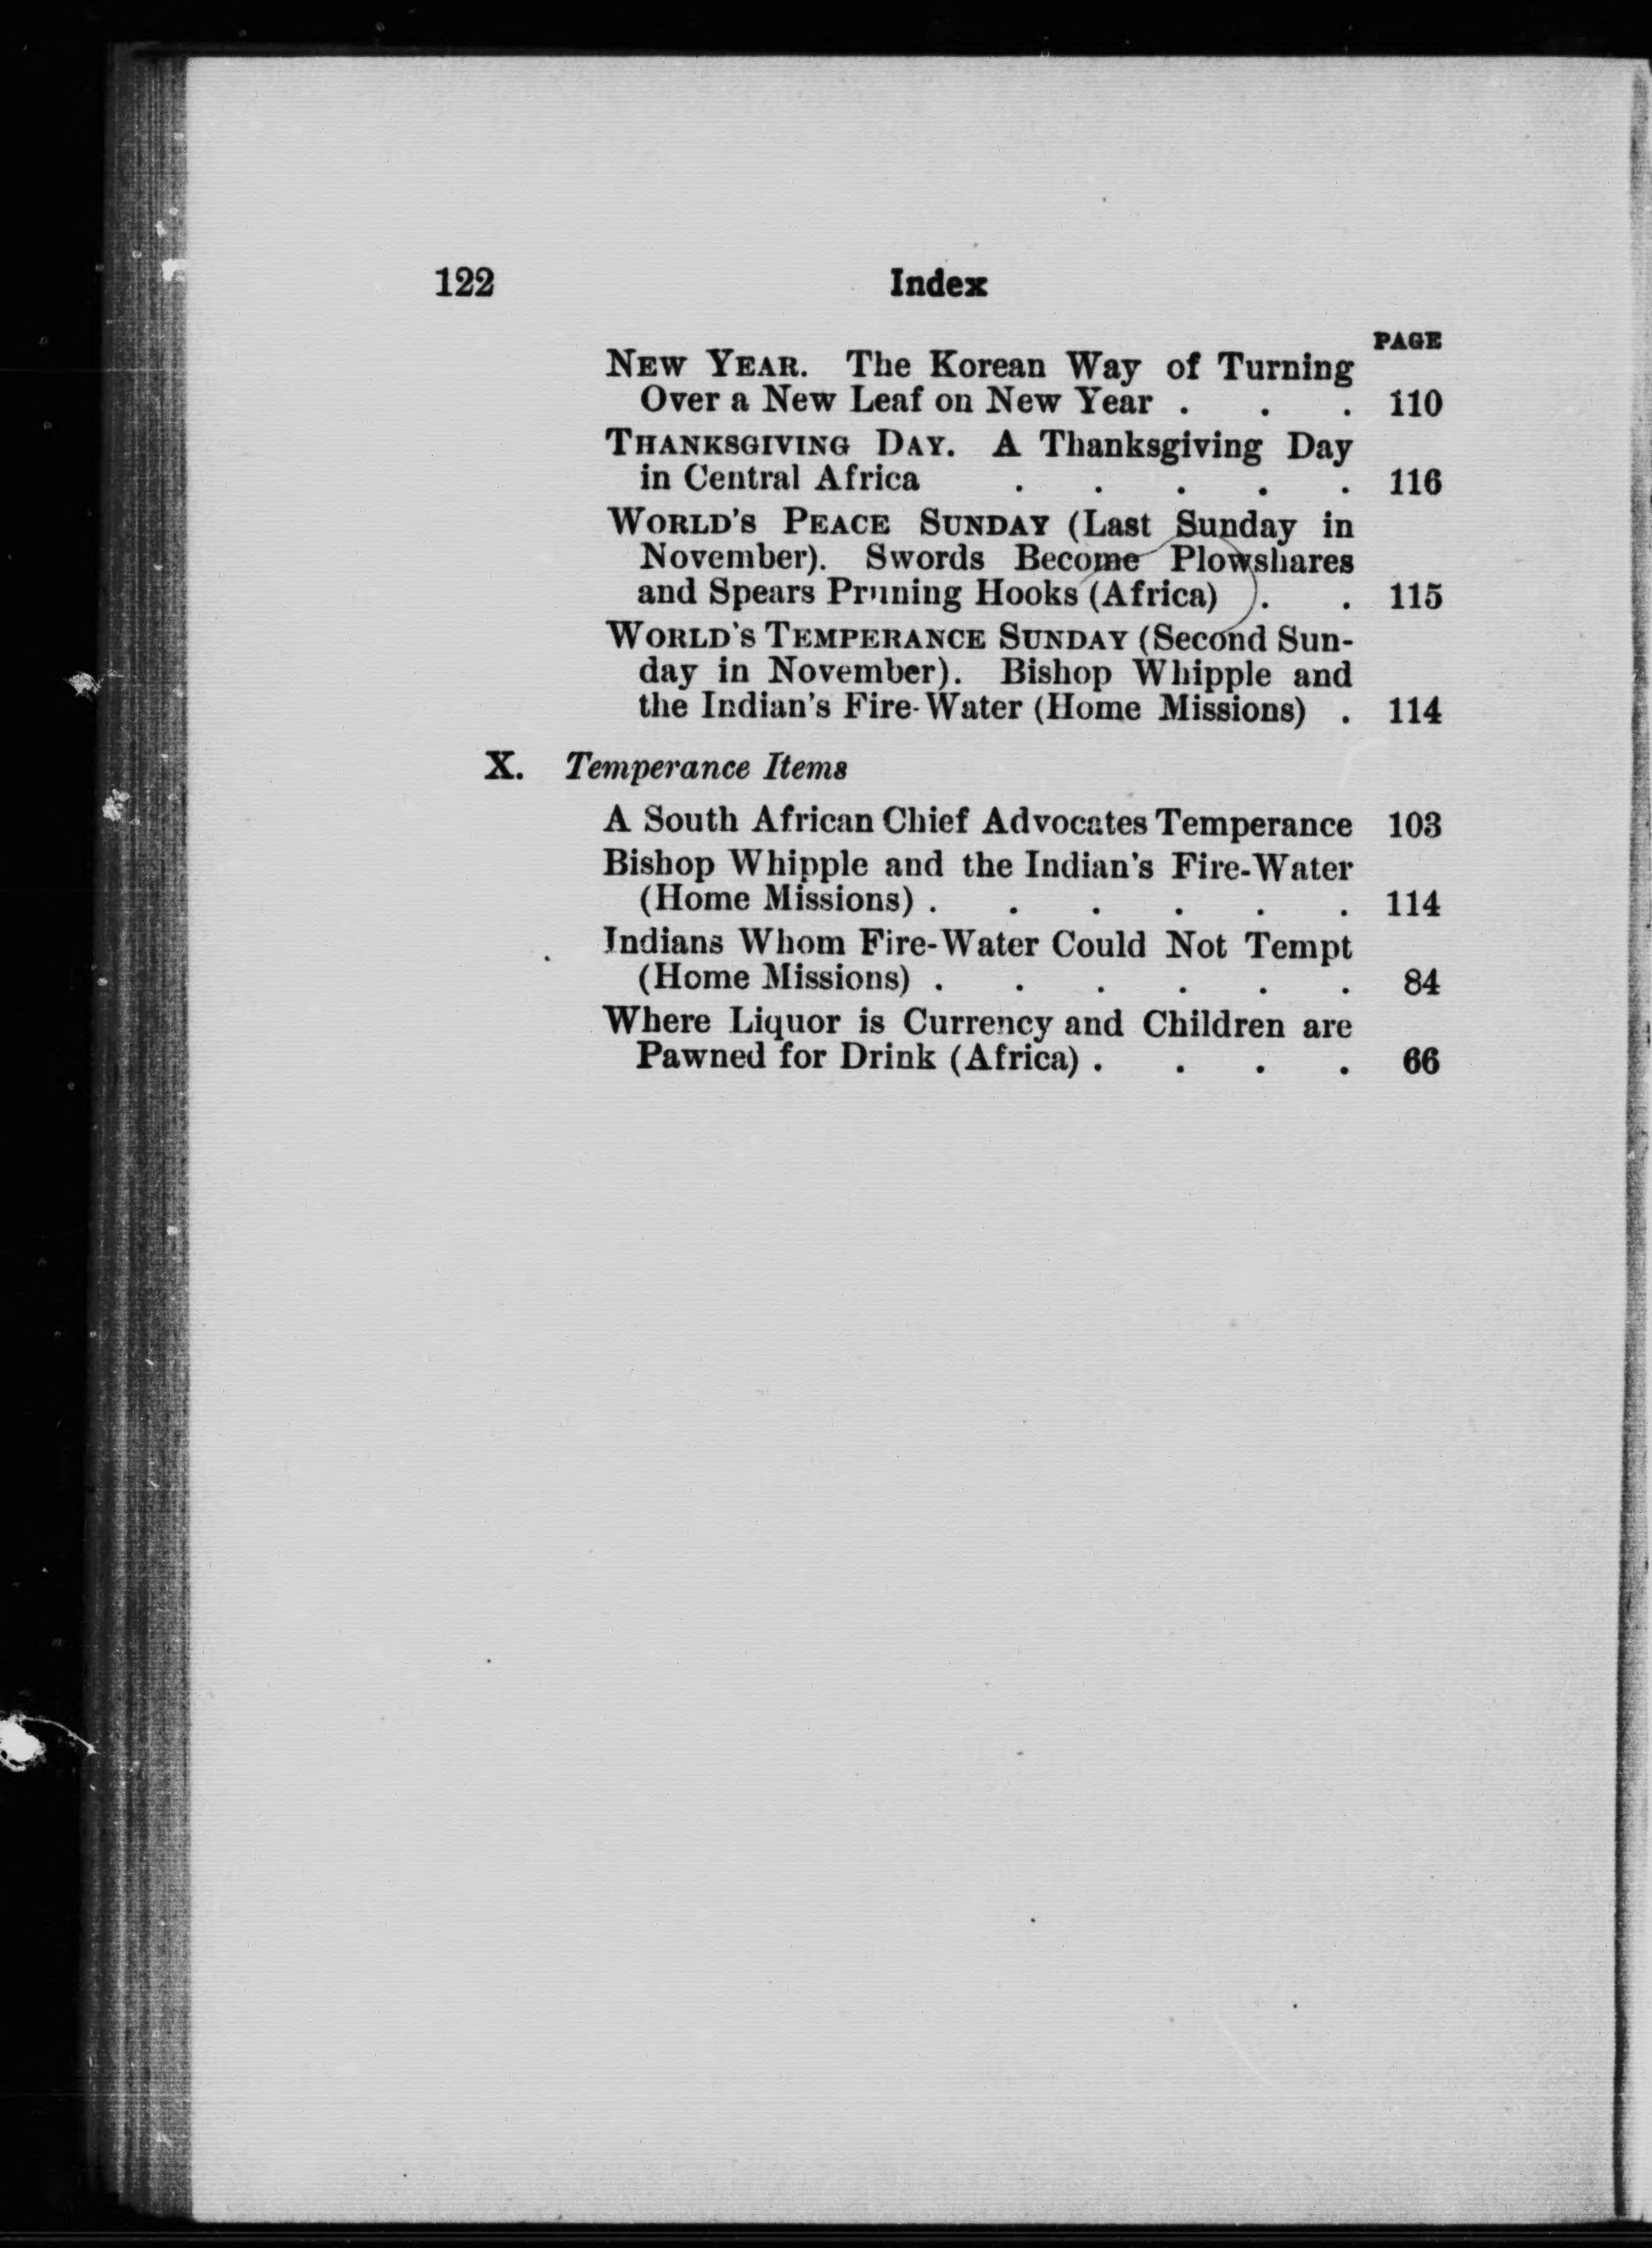 122 Index
PAGE
NEW YEAR. The Korean Way of Turning
Over a New Leaf on New Year . . . 110
THANKSGIVING DAY. A Thanksgiving Day
in Central Africa . . . . . 116
WORLD'S PEACE SUNDAY (Last Sunday in
November). Swords Become Plowshares
and Spears Pruning Hooks (Africa) . . 115
WORLD'S TEMPERANCE SUNDAY (Second Sun-
day in November). Bishop Whipple and
the Indian's Fire-Water (Home Missions) . 114
X. Temperance Items
A South African Chief Advocates Temperance 103
Bishop Whipple and the Indian's Fire-Water
(Home Missions) . . . . . . 114
Indians Whom Fire-Water Could Not Tempt
(Home Missions) . . . . . . 84
Where Liquor is Currency and Children are
Pawned for Drink (Africa) . . . . 66